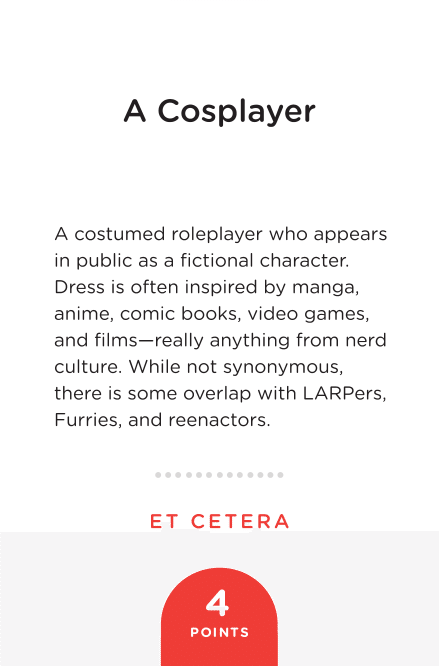 A Cosplayer
A costumed roleplayer who appears
in public as a fictional character.
Dress is often inspired by manga,
anime, comic books, video games,
and films—really anything from nerd
culture. While not synonymous,
there is some overlap with LARPers,
Furries, and reenactors.
ET CETERA
4
POINTS